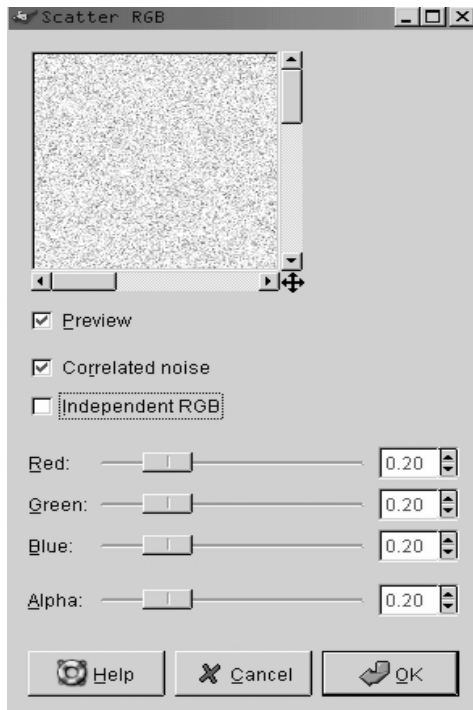 Scatter RGB
Preview
Correlated noise
Independent RGB
Red: 0.20
Green: 0.20
Blue: 0.20
Alpha: 0.20
Help Cancel OK